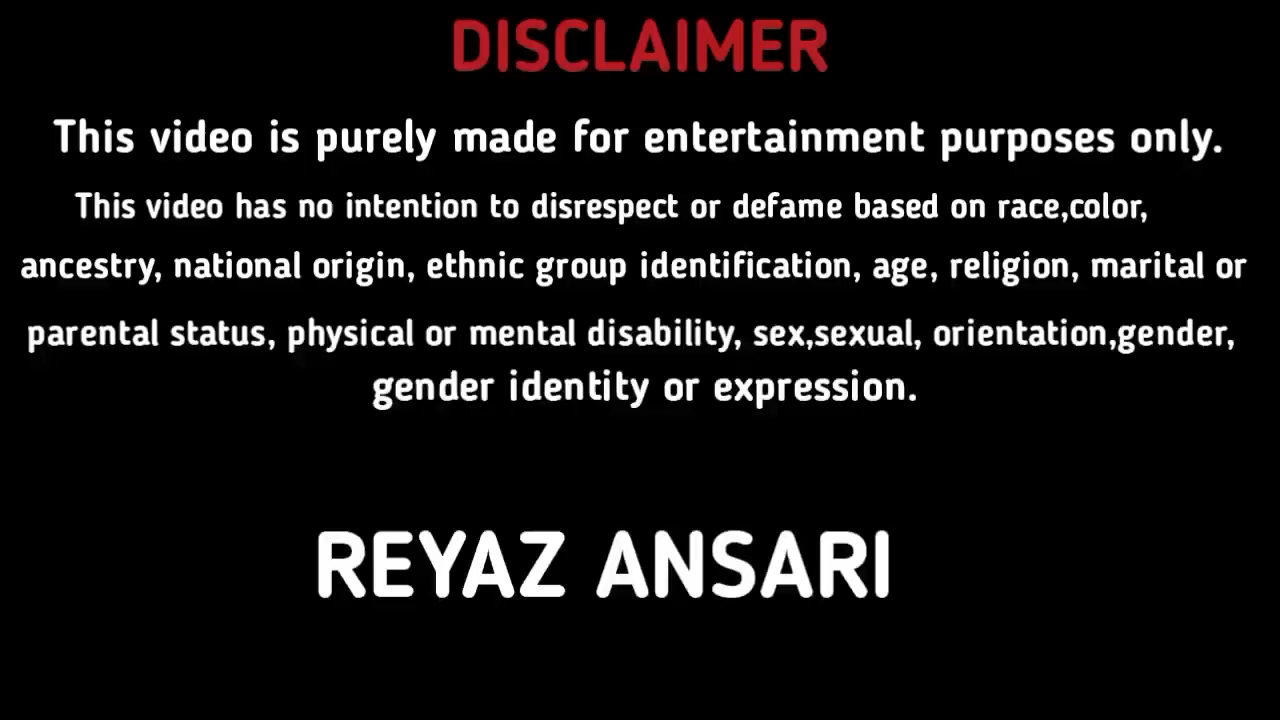 DISCLAIMER
This video is purely made for entertainment purposes only.
This video has no intention to disrespect or defame based on race,color,
ancestry, national origin, ethnic group identification, age, religion, marital or
parental status, physical or mental disability, sex,sexual, orientation,gender,
gender identity or expression.
REYAZ ANSARI